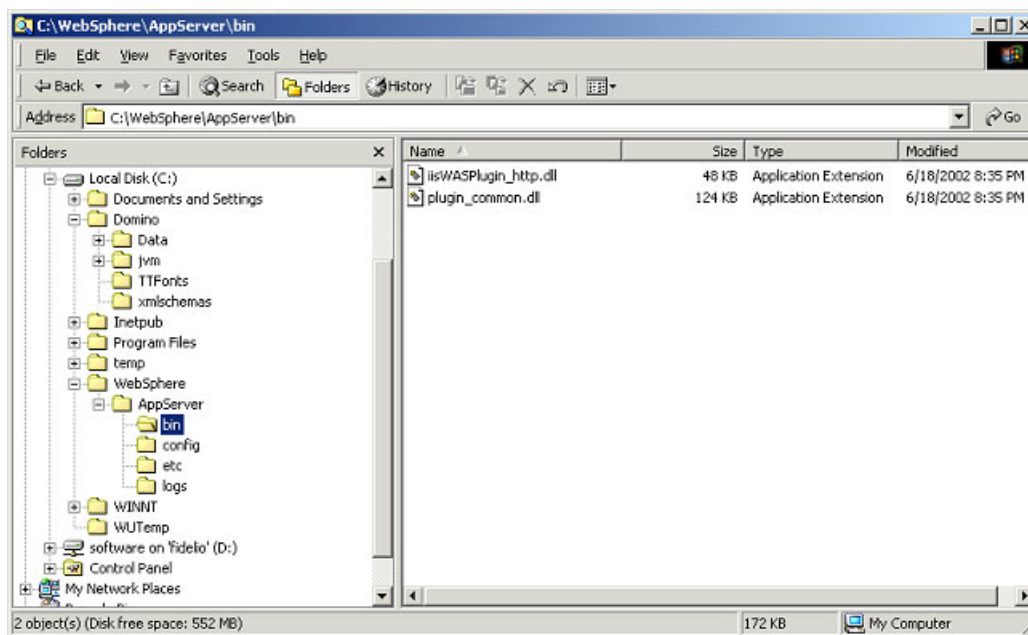 C:\WebSphere\AppServer\bin
File Edit View Favorites Tools Help
Back Search Folders History
Address C:\WebSphere\AppServer\bin Go
Folders
Local Disk (C:)
Documents and Settings
Domino
Data
jvm
TTFonts
xmlschemas
Inetpub
Program Files
temp
WebSphere
AppServer
bin
config
etc
logs
WINNT
WUTemp
software on 'fidelio' (D:)
Control Panel
My Network Places
Name Size Type Modified
iisWASPlugin_http.dll 48 KB Application Extension 6/18/2002 8:35 PM
plugin_common.dll 124 KB Application Extension 6/18/2002 8:35 PM
2 object(s) (Disk free space: 552 MB) 172 KB My Computer